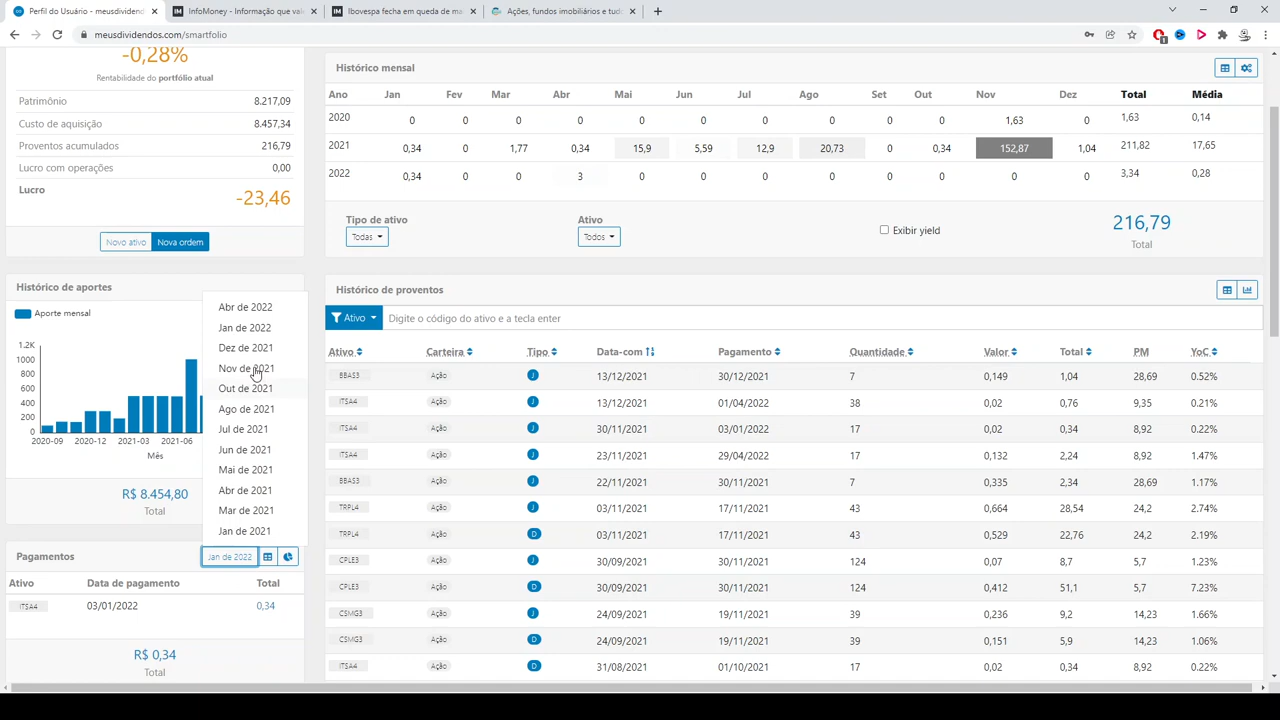 Perfil do Usuário - meusdividend
InfoMoney - Informação que vale
Ibovespa fecha em queda de ma
Ações, fundos imobiliários e tud
meusdividendos.com/smartfolio
-0,28%
Rentabilidade do portfólio atual
Patrimônio 8.217,09
Custo de aquisição 8.457,34
Proventos acumulados 216,79
Lucro com operações 0,00
Lucro -23,46
Novo ativo Nova ordem
Histórico de aportes
Aporte mensal
1.2K
1000
800
600
400
200
0
2020-09 2020-12 2021-03 2021-06
Mês
R$ 8.454,80
Total
Abr de 2022
Jan de 2022
Dez de 2021
Nov de 2021
Out de 2021
Ago de 2021
Jul de 2021
Jun de 2021
Mai de 2021
Abr de 2021
Mar de 2021
Jan de 2021
Pagamentos Jan de 2022
Ativo Data de pagamento Total
ITSA4 03/01/2022 0,34
R$ 0,34
Total
Histórico mensal
Ano Jan Fev Mar Abr Mai Jun Jul Ago Set Out Nov Dez Total Média
2020 0 0 0 0 0 0 0 0 0 0 1,63 0 1,63 0,14
2021 0,34 0 1,77 0,34 15,9 5,59 12,9 20,73 0 0,34 152,87 1,04 211,82 17,65
2022 0,34 0 0 3 0 0 0 0 0 0 0 0 3,34 0,28
Tipo de ativo Ativo
Todas Todos Exibir yield
216,79
Total
Histórico de proventos
Ativo Digite o código do ativo e a tecla enter
Ativo Carteira Tipo Data-com Pagamento Quantidade Valor Total PM YoC
BBAS3 Ação J 13/12/2021 30/12/2021 7 0,149 1,04 28,69 0.52%
ITSA4 Ação J 13/12/2021 01/04/2022 38 0,02 0,76 9,35 0.21%
ITSA4 Ação J 30/11/2021 03/01/2022 17 0,02 0,34 8,92 0.22%
ITSA4 Ação J 23/11/2021 29/04/2022 17 0,132 2,24 8,92 1.47%
BBAS3 Ação J 22/11/2021 30/11/2021 7 0,335 2,34 28,69 1.17%
TRPL4 Ação J 03/11/2021 17/11/2021 43 0,664 28,54 24,2 2.74%
TRPL4 Ação D 03/11/2021 17/11/2021 43 0,529 22,76 24,2 2.19%
CPLE3 Ação J 30/09/2021 30/11/2021 124 0,07 8,7 5,7 1.23%
CPLE3 Ação D 30/09/2021 30/11/2021 124 0,412 51,1 5,7 7.23%
CSMG3 Ação J 24/09/2021 19/11/2021 39 0,236 9,2 14,23 1.66%
CSMG3 Ação D 24/09/2021 19/11/2021 39 0,151 5,9 14,23 1.06%
ITSA4 Ação J 31/08/2021 01/10/2021 17 0,02 0,34 8,92 0.22%